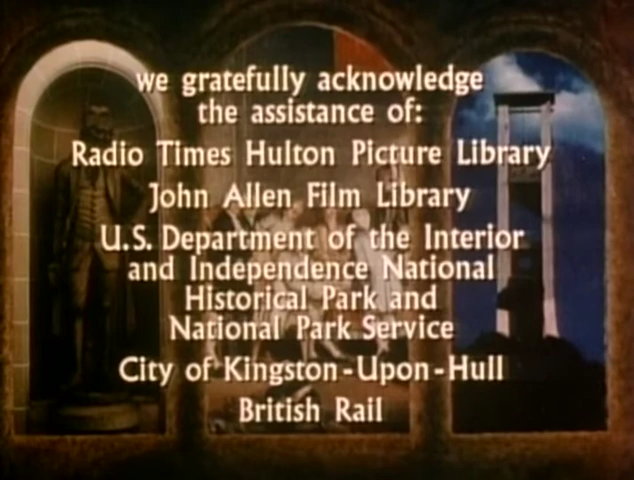 we gratefully acknowledge
the assistance of:
Radio Times Hulton Picture Library
John Allen Film Library
U.S. Department of the Interior
and Independence National
Historical Park and
National Park Service
City of Kingston-Upon-Hull
British Rail